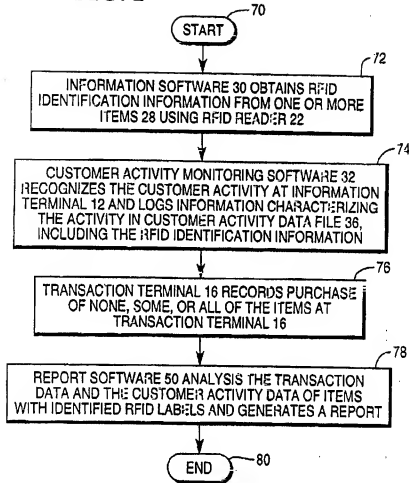 70
START
72
INFORMATION SOFTWARE 30 OBTAINS RFID
IDENTIFICATION INFORMATION FROM ONE OR MORE
ITEMS 28 USING RFID READER 22
74
CUSTOMER ACTIVITY MONITORING SOFTWARE 32
RECOGNIZES THE CUSTOMER ACTIVITY AT INFORMATION
TERMINAL 12 AND LOGS INFORMATION CHARACTERIZING
THE ACTIVITY IN CUSTOMER ACTIVITY DATA FILE 36,
INCLUDING THE RFID IDENTIFICATION INFORMATION
76
TRANSACTION TERMINAL 16 RECORDS PURCHASE
OF NONE, SOME, OR ALL OF THE ITEMS AT
TRANSACTION TERMINAL 16
78
REPORT SOFTWARE 50 ANALYSIS THE TRANSACTION
DATA AND THE CUSTOMER ACTIVITY DATA OF ITEMS
WITH IDENTIFIED RFID LABELS AND GENERATES A REPORT
END
80